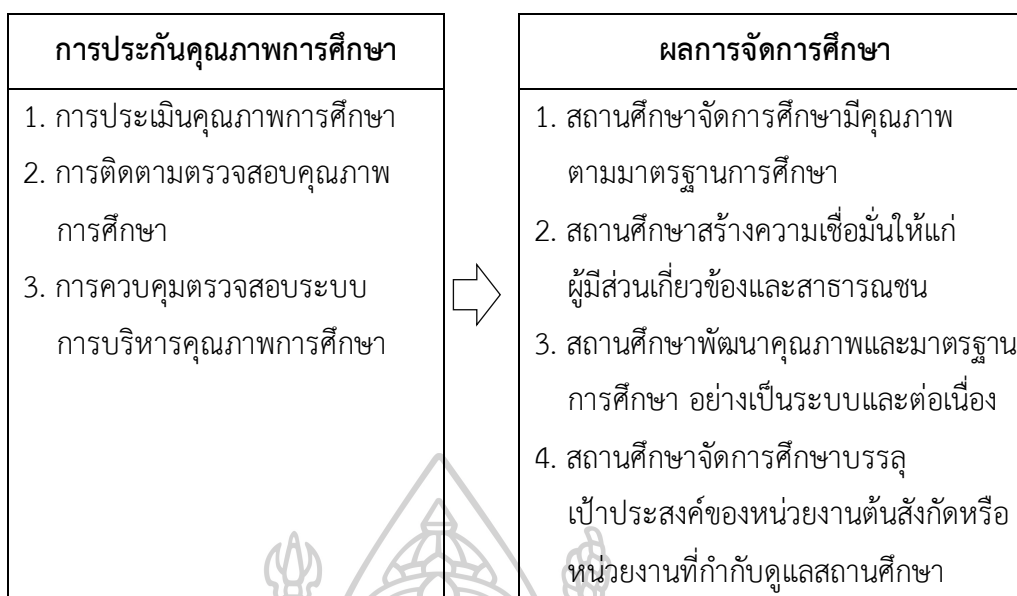 การประกันคุณภาพการศึกษา
1. การประเมินคุณภาพการศึกษา
2. การติดตามตรวจสอบคุณภาพ
การศึกษา
3. การควบคุมตรวจสอบระบบ
การบริหารคุณภาพการศึกษา
ผลการจัดการศึกษา
1. สถานศึกษาจัดการศึกษามีคุณภาพ
ตามมาตรฐานการศึกษา
2. สถานศึกษาสร้างความเชื่อมั่นให้แก่
ผู้มีส่วนเกี่ยวข้องและสาธารณชน
3. สถานศึกษาพัฒนาคุณภาพและมาตรฐาน
การศึกษา อย่างเป็นระบบและต่อเนื่อง
4. สถานศึกษาจัดการศึกษาบรรลุ
เป้าประสงค์ของหน่วยงานต้นสังกัดหรือ
หน่วยงานที่กำกับดูแลสถานศึกษา